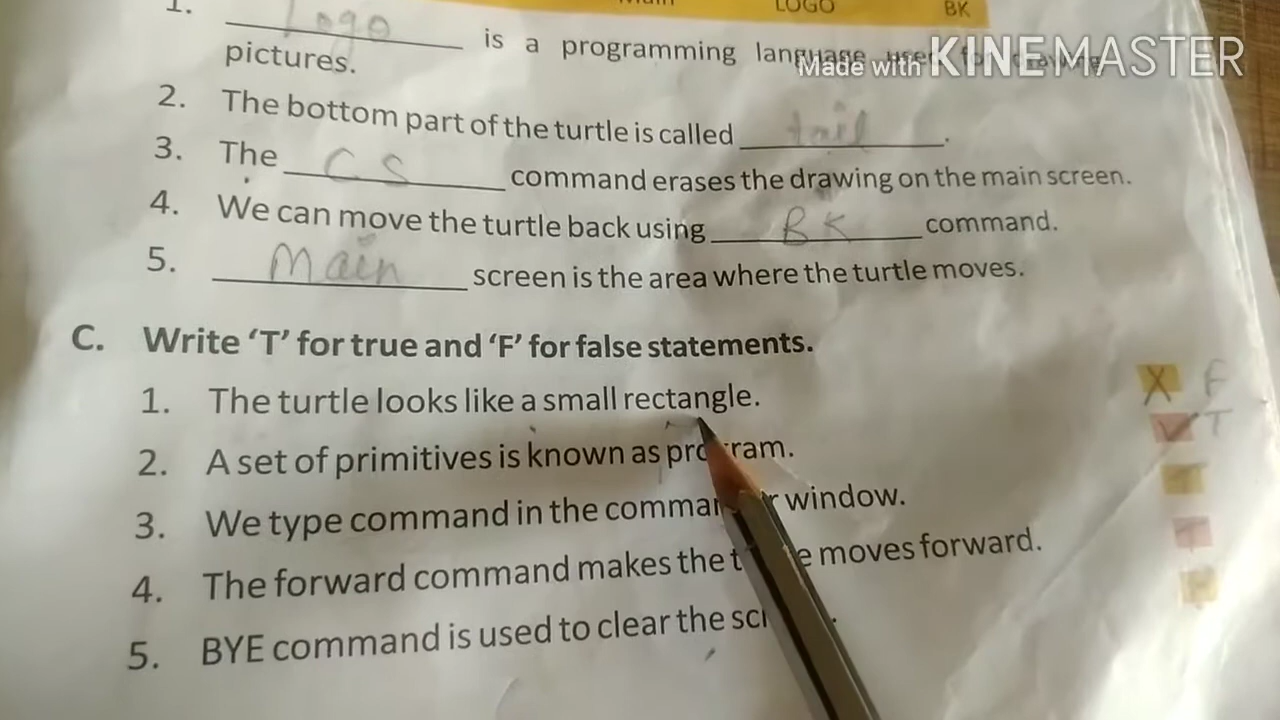 LOGO BK
1. Logo is a programming language used for drawing
Made with KINEMASTER
pictures.
2. The bottom part of the turtle is called tail.
3. The CS command erases the drawing on the main screen.
4. We can move the turtle back using BK command.
5. Main screen is the area where the turtle moves.
C. Write ‘T’ for true and ‘F’ for false statements.
1. The turtle looks like a small rectangle. X F
2. A set of primitives is known as program. ✓ T
3. We type command in the window.
4. The forward command makes the moves forward.
5. BYE command is used to clear the